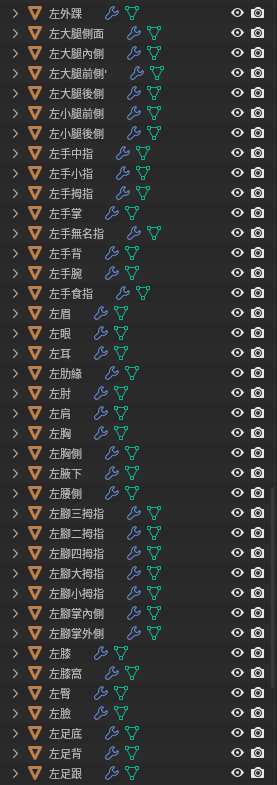 左外踝
左大腿側面
左大腿內側
左大腿前側'
左大腿後側
左小腿前側
左小腿後側
左手中指
左手小指
左手拇指
左手掌
左手無名指
左手背
左手腕
左手食指
左眉
左眼
左耳
左肋緣
左肘
左肩
左胸
左胸側
左腋下
左腰側
左腳三拇指
左腳二拇指
左腳四拇指
左腳大拇指
左腳小拇指
左腳掌內側
左腳掌外側
左膝
左膝窩
左臀
左臉
左足底
左足背
左足跟